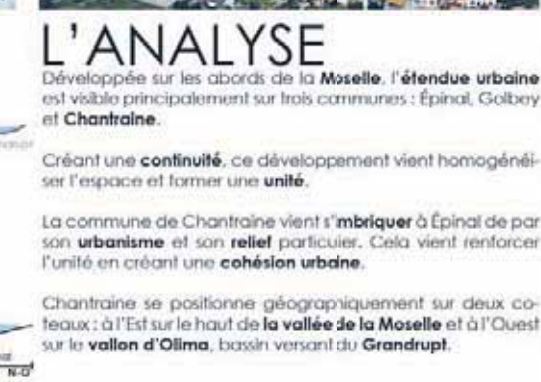 L'ANALYSE
Développée sur les abords de la Moselle, l'étendue urbaine
est visible principalement sur trois communes : Épinal, Golbey
et Chantraine.
Créant une continuité, ce développement vient homogénéi-
ser l'espace et former une unité.
La commune de Chantraine vient s'imbriquer à Épinal de par
son urbanisme et son relief particulier. Cela vient renforcer
l'unité en créant une cohésion urbaine.
Chantraine se positionne géographiquement sur deux co-
teaux : à l'Est sur le haut de la vallée de la Moselle et à l'Ouest
sur le vallon d'Olima, bassin versant du Grandrupt.
N-O